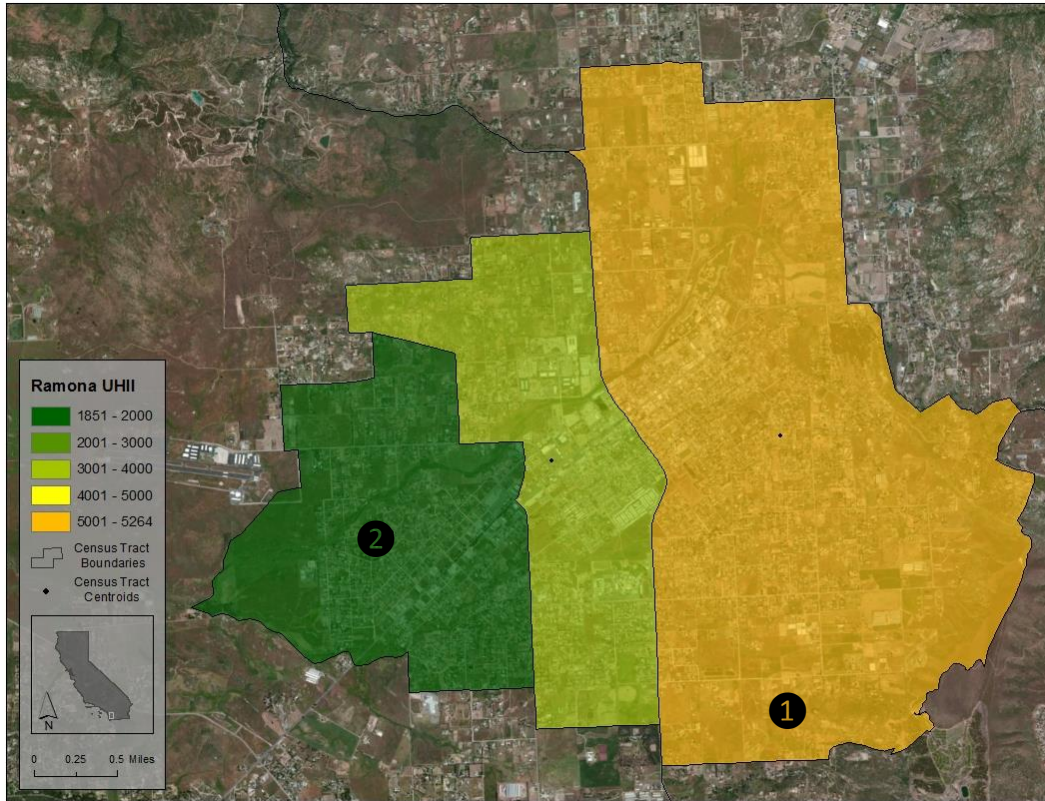 Ramona UHII
1851 - 2000
2001 - 3000
3001 - 4000
4001 - 5000
5001 - 5264
Census Tract
Boundaries
Census Tract
Centroids
N
0 0.25 0.5 Miles
2
1